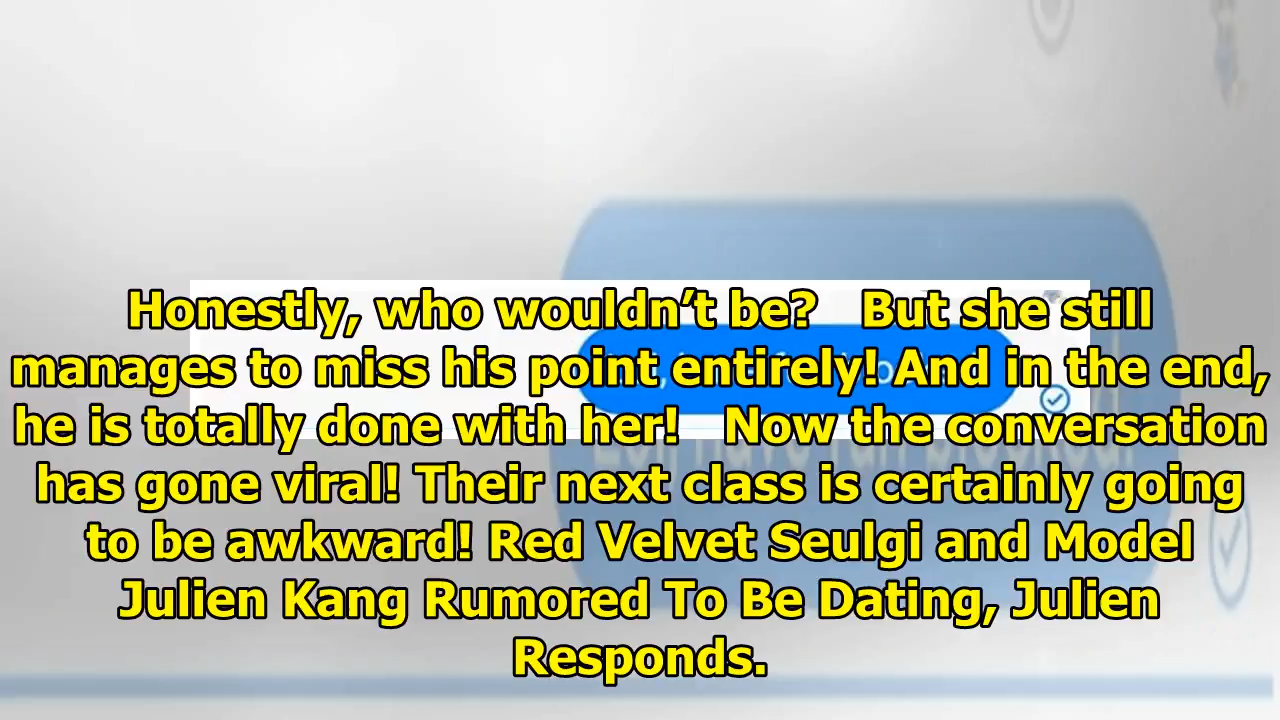 Honestly, who wouldn’t be?   But she still
manages to miss his point entirely! And in the end,
he is totally done with her!   Now the conversation
has gone viral! Their next class is certainly going
to be awkward! Red Velvet Seulgi and Model
Julien Kang Rumored To Be Dating, Julien
Responds.